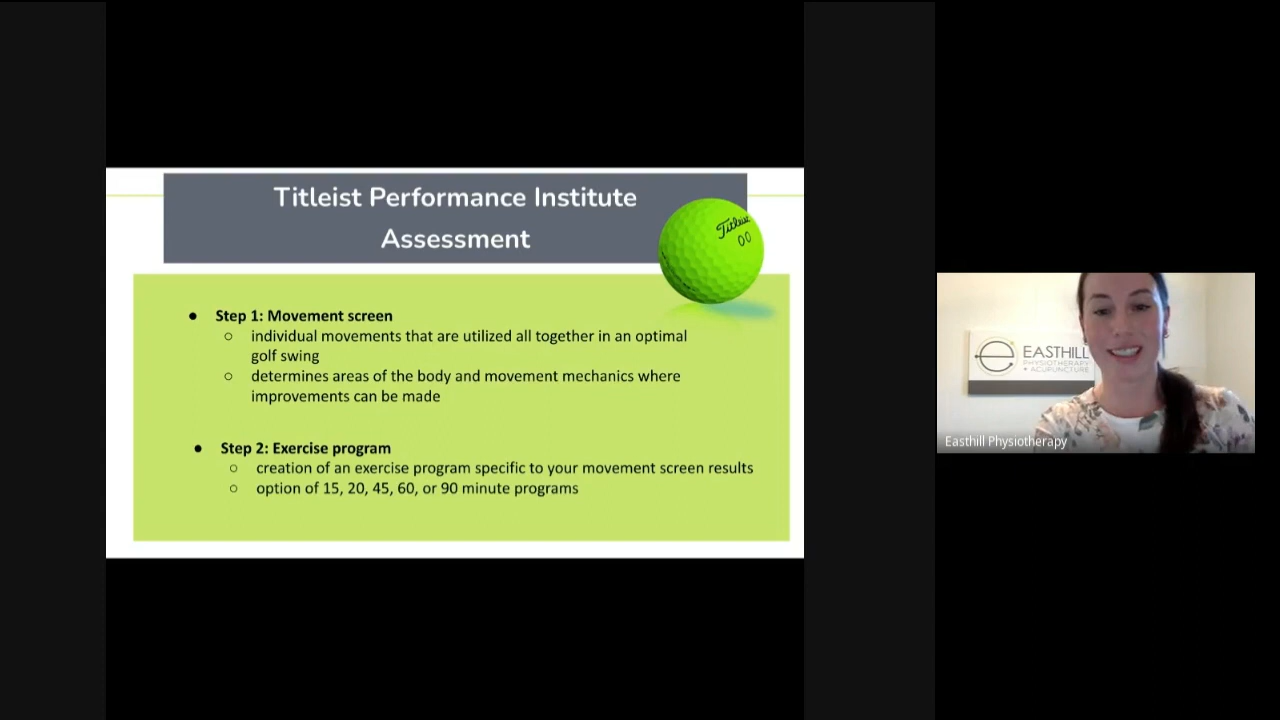 Titleist Performance Institute
Assessment
Titleist
00
● Step 1: Movement screen
○ individual movements that are utilized all together in an optimal
golf swing
○ determines areas of the body and movement mechanics where
improvements can be made
● Step 2: Exercise program
○ creation of an exercise program specific to your movement screen results
○ option of 15, 20, 45, 60, or 90 minute programs
e
EASTHILL
PHYSIOTHERAPY
+ ACUPUNCTURE
Easthill Physiotherapy